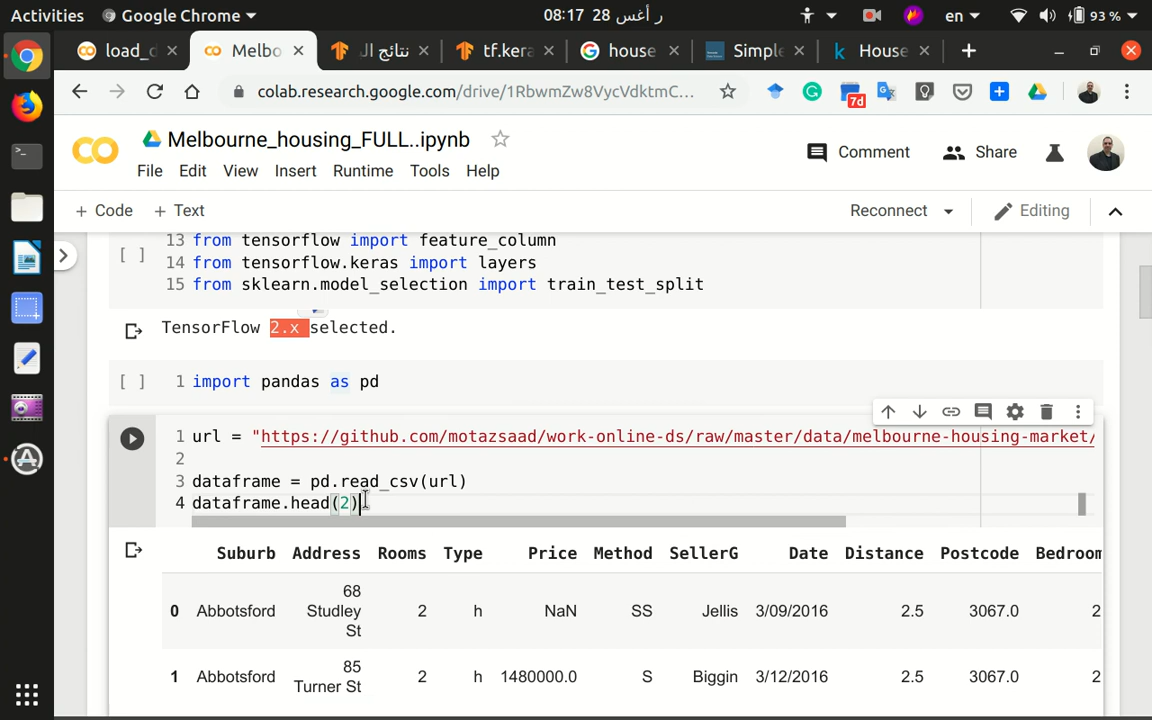 Activities Google Chrome 08:17 28 ر أغس en 93 %
load_d Melbo نتائج ال tf.kera house Simple House
colab.research.google.com/drive/1RbwmZw8VycVdktmC... 7d
Melbourne_housing_FULL..ipynb Comment Share
File Edit View Insert Runtime Tools Help
+ Code + Text Reconnect Editing
13 from tensorflow import feature_column
[ ] 14 from tensorflow.keras import layers
15 from sklearn.model_selection import train_test_split
TensorFlow 2.x selected.
[ ] 1 import pandas as pd
1 url = "https://github.com/motazsaad/work-online-ds/raw/master/data/melbourne-housing-market/
2
3 dataframe = pd.read_csv(url)
4 dataframe.head(2)
Suburb Address Rooms Type Price Method SellerG Date Distance Postcode Bedroom
0 Abbotsford 68 Studley St 2 h NaN SS Jellis 3/09/2016 2.5 3067.0 2
1 Abbotsford 85 Turner St 2 h 1480000.0 S Biggin 3/12/2016 2.5 3067.0 2